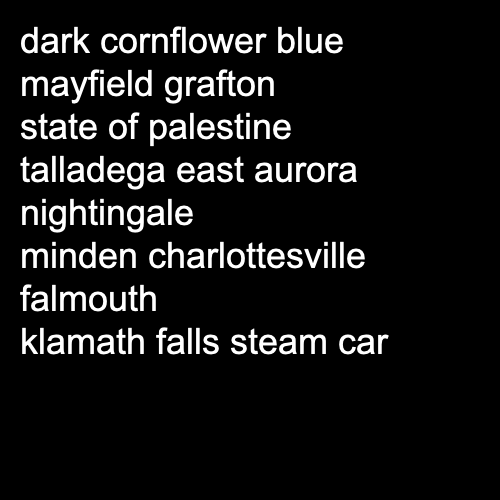 dark cornflower blue
mayfield grafton
state of palestine
talladega east aurora
nightingale
minden charlottesville
falmouth
klamath falls steam car